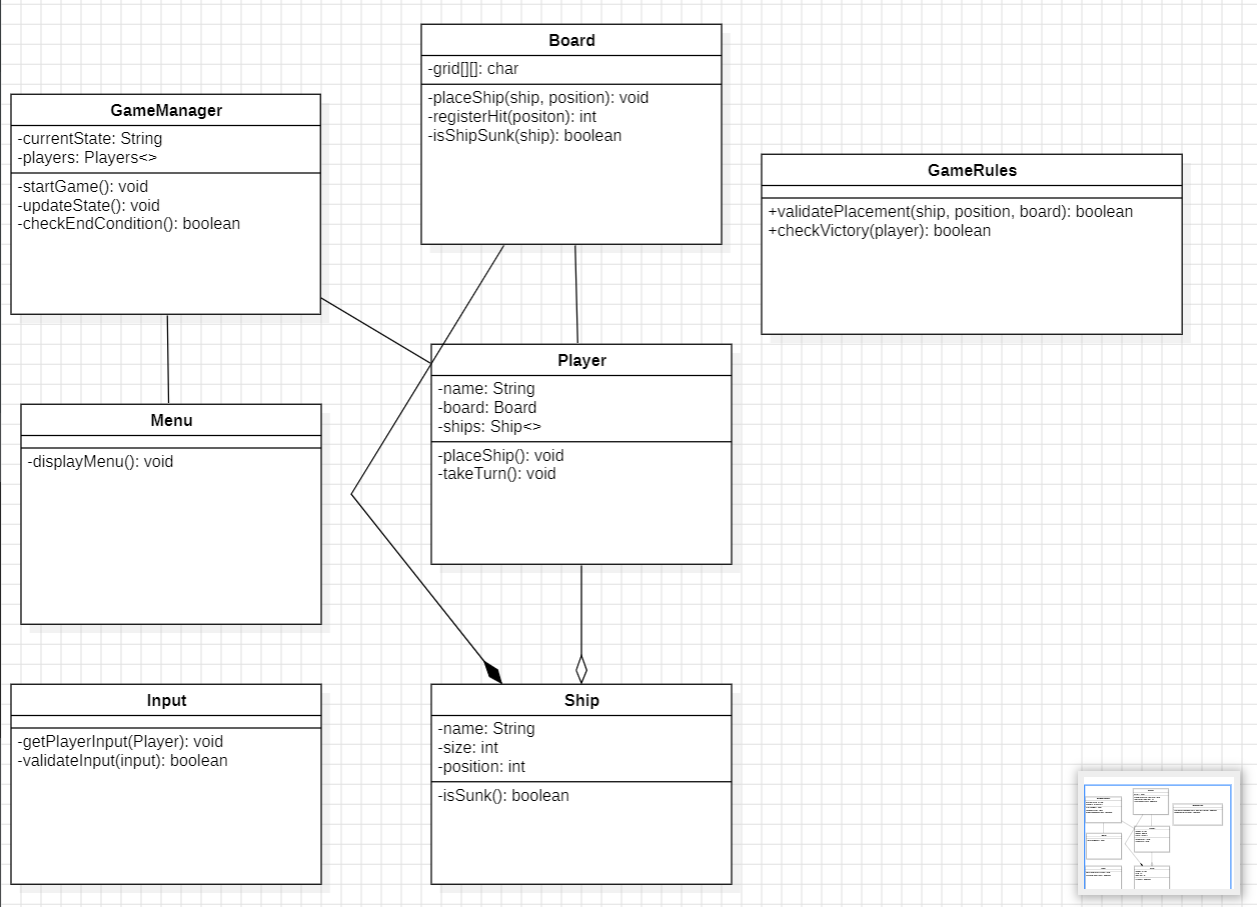 Board
-grid[][]: char
-placeShip(ship, position): void
-registerHit(positon): int
-isShipSunk(ship): boolean
GameManager
-currentState: String
-players: Players<>
-startGame(): void
-updateState(): void
-checkEndCondition(): boolean
GameRules
+validatePlacement(ship, position, board): boolean
+checkVictory(player): boolean
Player
-name: String
-board: Board
-ships: Ship<>
-placeShip(): void
-takeTurn(): void
Menu
-displayMenu(): void
Input
-getPlayerInput(Player): void
-validateInput(input): boolean
Ship
-name: String
-size: int
-position: int
-isSunk(): boolean